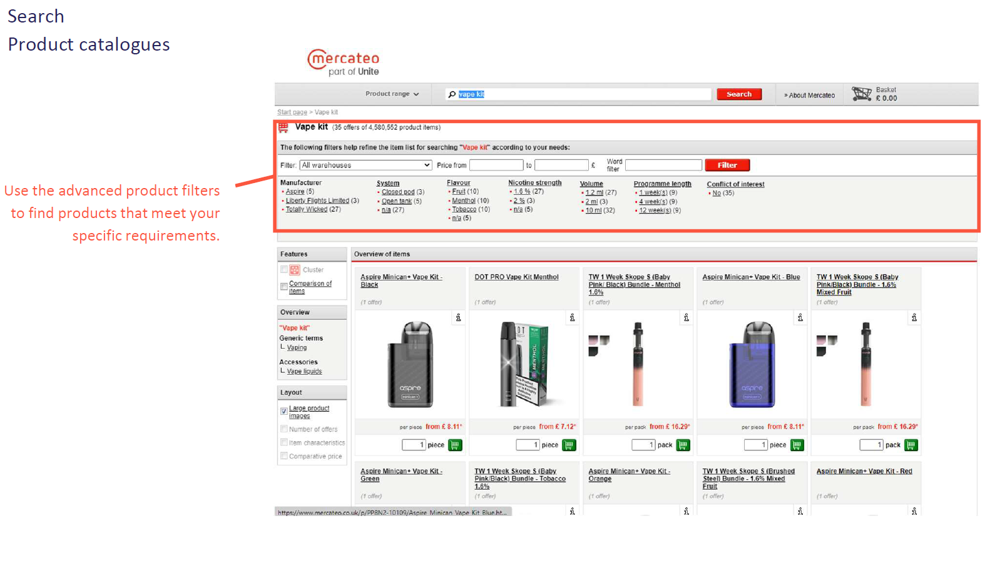 Search
Product catalogues
mercateo
part of Unite
Product range
vape kit
Search
» About Mercateo
Basket
£ 0.00
Start page > Vape kit
Vape kit (35 offers of 4,580,552 product items)
The following filters help refine the item list for searching "Vape kit" according to your needs:
Filter: All warehouses Price from to £ Word filter Filter
Manufacturer
Aspire (5)
Liberty Flights Limited (3)
Totally Wicked (27)
System
Closed pod (3)
Open tank (5)
n/a (27)
Flavour
Fruit (10)
Menthol (10)
Tobacco (10)
n/a (5)
Nicotine strength
1.6 % (27)
2 % (3)
n/a (5)
Volume
1.2 ml (27)
2 ml (3)
10 ml (32)
Programme length
1 week(s) (9)
4 week(s) (9)
12 week(s) (9)
Conflict of interest
No (35)
Use the advanced product filters
to find products that meet your
specific requirements.
Features
Cluster
Comparison of
items
Overview
"Vape kit"
Generic terms
Vaping
Accessories
Vape liquids
Layout
Large product
images
Number of offers
Item characteristics
Comparative price
Overview of items
Aspire Minican+ Vape Kit -
Black
(1 offer)
aspire
minican+
per piece from £ 8.11*
1 piece
DOT PRO Vape Kit Menthol
(1 offer)
MENTHOL
MENTHOL
per piece from £ 7.12*
1 piece
TW 1 Week Skope S (Baby
Pink/ Black) Bundle - Menthol
1.6%
(1 offer)
per pack from £ 16.29*
1 pack
Aspire Minican+ Vape Kit - Blue
(1 offer)
aspire
minican+
per piece from £ 8.11*
1 piece
TW 1 Week Skope S (Baby
Pink/Black) Bundle - 1.6%
Mixed Fruit
(1 offer)
per pack from £ 16.29*
1 pack
Aspire Minican+ Vape Kit -
Green
(1 offer)
TW 1 Week Skope S (Baby
Pink/Black) Bundle - Tobacco
1.6%
(1 offer)
Aspire Minican+ Vape Kit -
Orange
(1 offer)
TW 1 Week Skope S (Brushed
Steel) Bundle - 1.6% Mixed
Fruit
(1 offer)
Aspire Minican+ Vape Kit - Red
(1 offer)
https://www.mercateo.co.uk/p/PP8N2-10109/Aspire_Minican_Vape_Kit_Blue.ht...